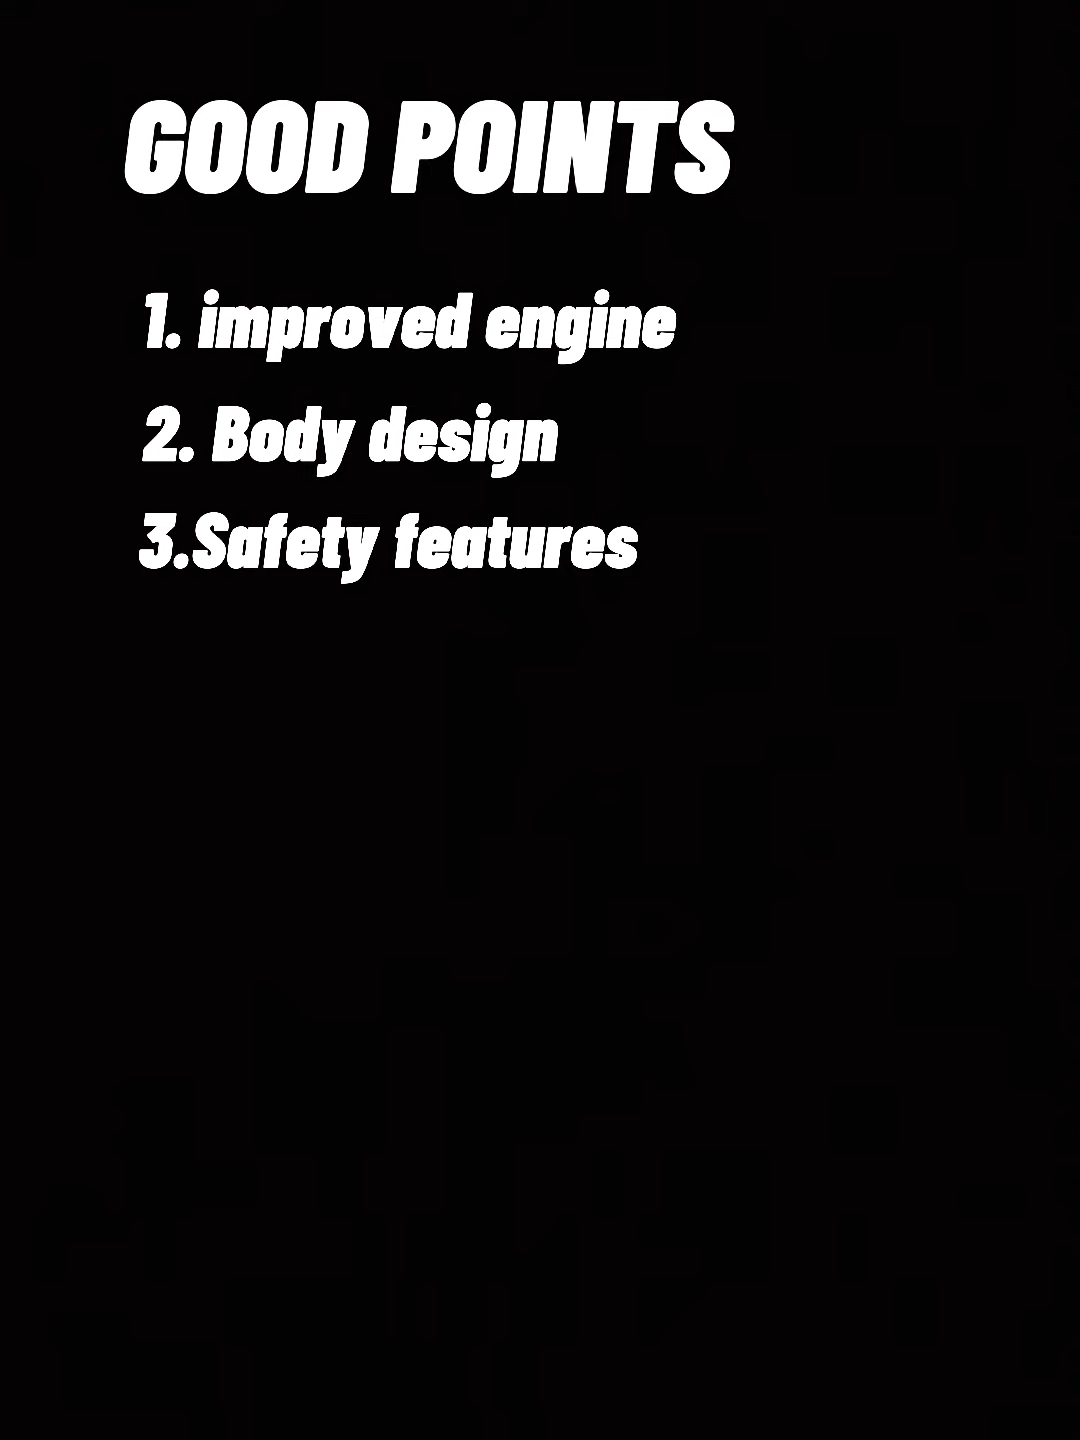 GOOD POINTS
1. improved engine
2. Body design
3.Safety features